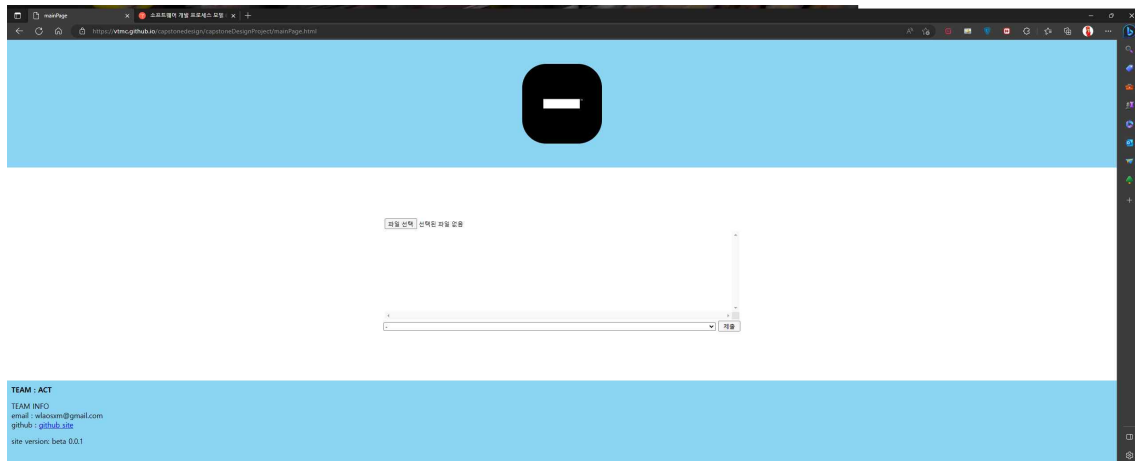 mainPage
소프트웨어 개발 프로세스 모형
https://vtmc.github.io/capstonedesign/capstoneDesignProject/mainPage.html
파일 선택 선택된 파일 없음
-
제출
TEAM : ACT
TEAM INFO
email : wlaosxm@gmail.com
github : github site
site version: beta 0.0.1